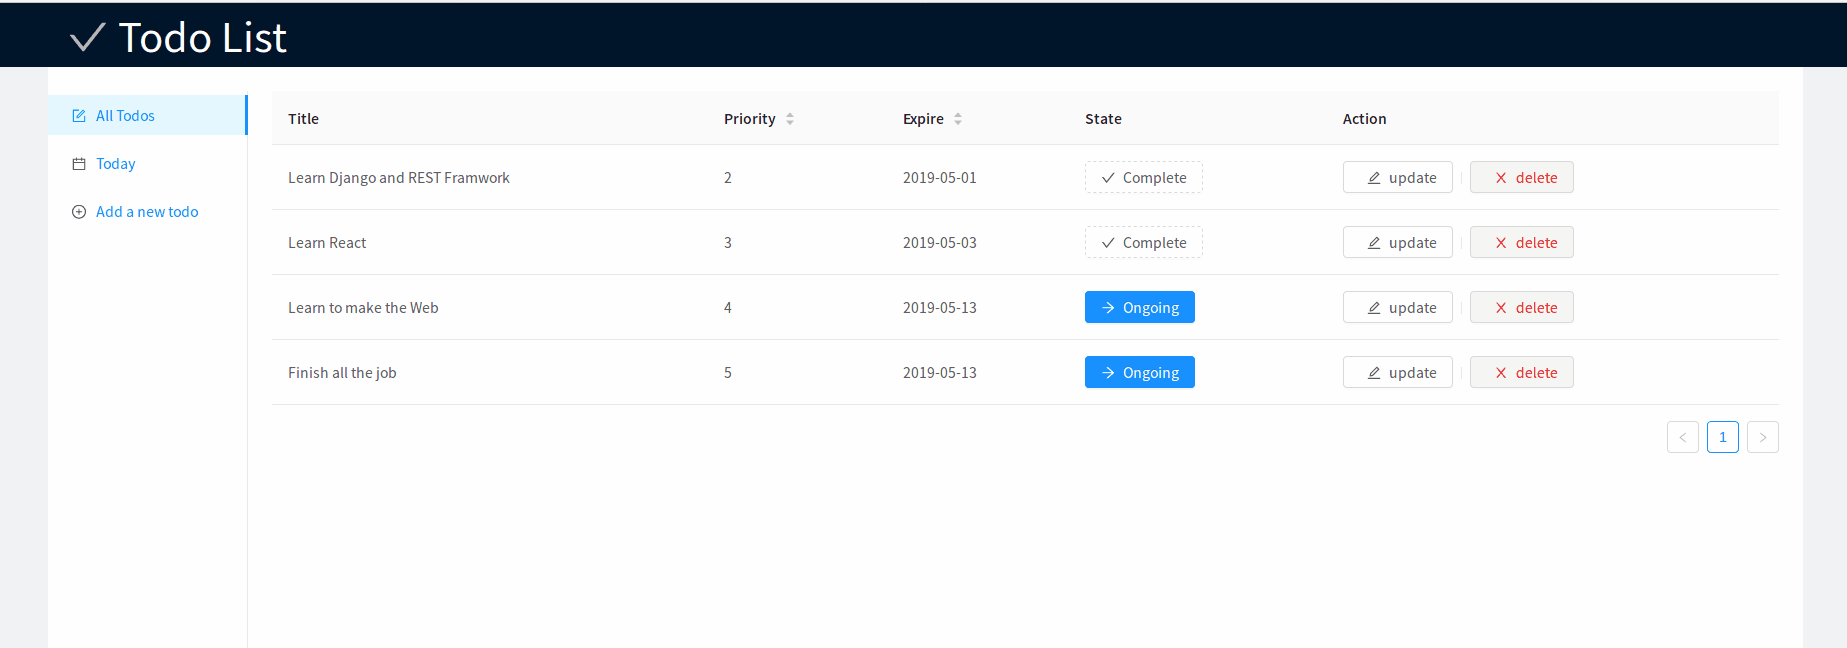 Todo List
All Todos
Today
Add a new todo
Title Priority Expire State Action
Learn Django and REST Framwork 2 2019-05-01 Complete update delete
Learn React 3 2019-05-03 Complete update delete
Learn to make the Web 4 2019-05-13 Ongoing update delete
Finish all the job 5 2019-05-13 Ongoing update delete
1